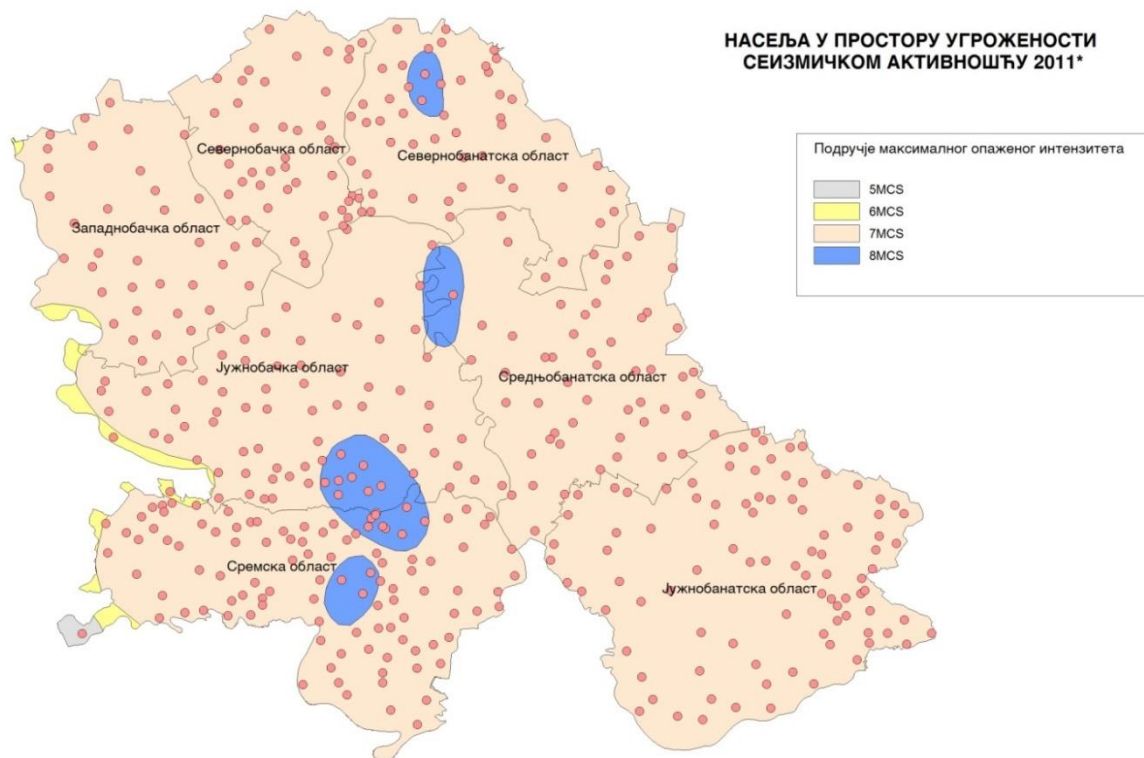 НАСЕЉА У ПРОСТОРУ УГРОЖЕНОСТИ
СЕИЗМИЧКОМ АКТИВНОШЋУ 2011*
Подручје максималног опаженог интензитета
5MCS
6MCS
7MCS
8MCS
Севернобачка област
Севернобанатска област
Западнобачка област
Јужнобачка област
Средњобанатска област
Сремска област
Јужнобанатска област